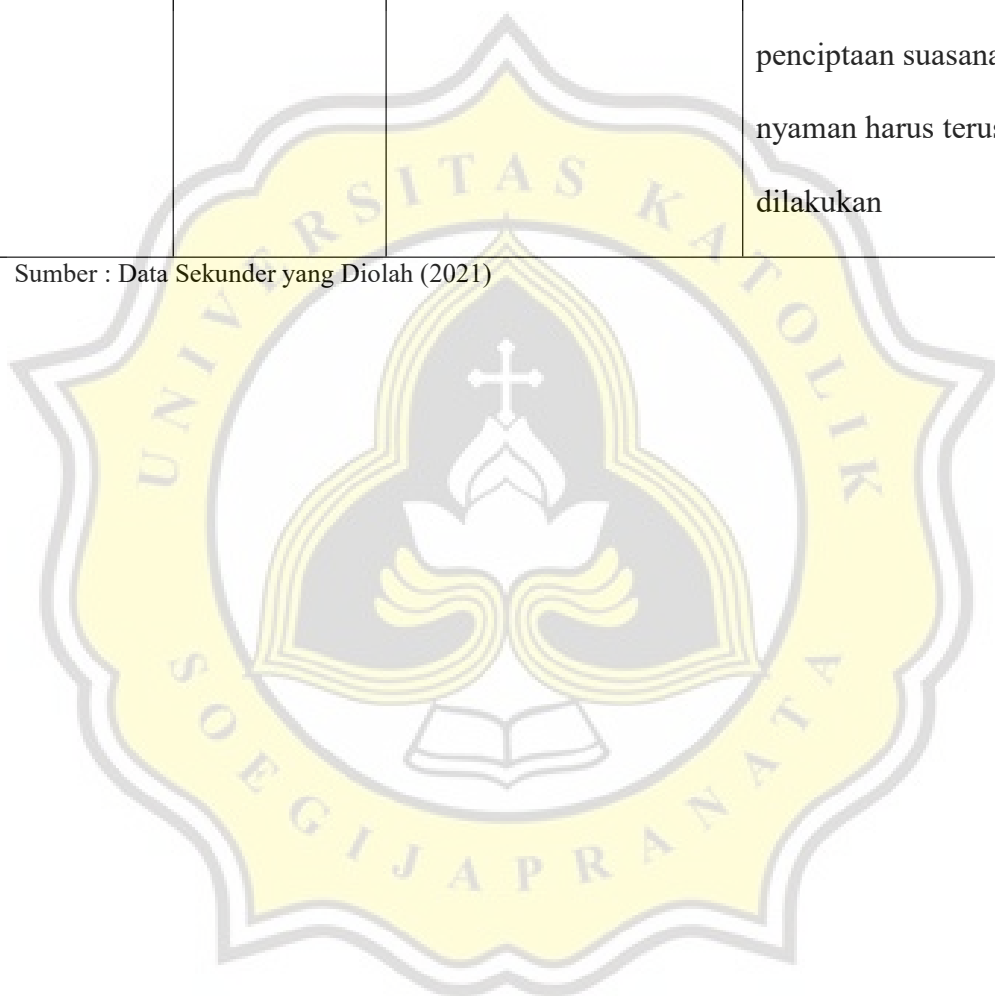 penciptaan suasana
nyaman harus terus
dilakukan
Sumber : Data Sekunder yang Diolah (2021)
UNIVERSITAS KATOLIK
SOEGIJAPRANATA